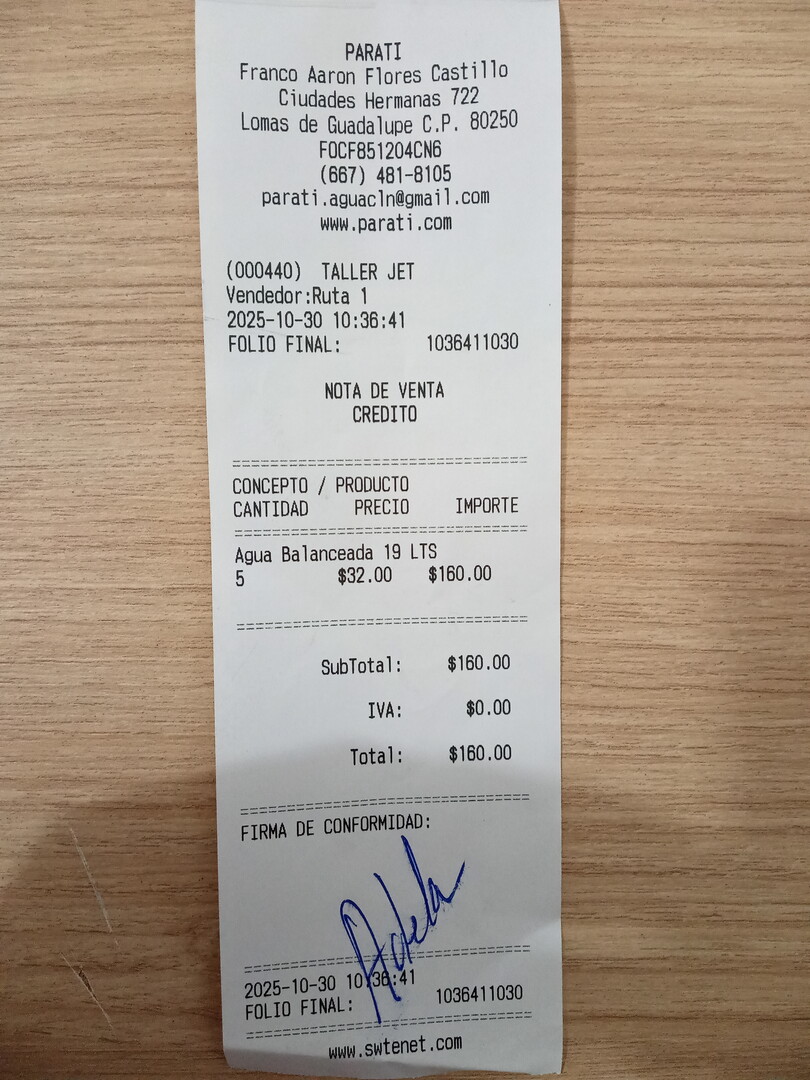 PARATI
Franco Aaron Flores Castillo
Ciudades Hermanas 722
Lomas de Guadalupe C.P. 80250
FOCF851204CN6
(667) 481-8105
parati.aguacln@gmail.com
www.parati.com
(000440) TALLER JET
Vendedor:Ruta 1
2025-10-30 10:36:41
FOLIO FINAL: 1036411030
NOTA DE VENTA
CREDITO
CONCEPTO / PRODUCTO
CANTIDAD PRECIO IMPORTE
Agua Balanceada 19 LTS
5 $32.00 $160.00
SubTotal: $160.00
IVA: $0.00
Total: $160.00
FIRMA DE CONFORMIDAD:
Adela
2025-10-30 10:36:41
FOLIO FINAL: 1036411030
www.swtenet.com